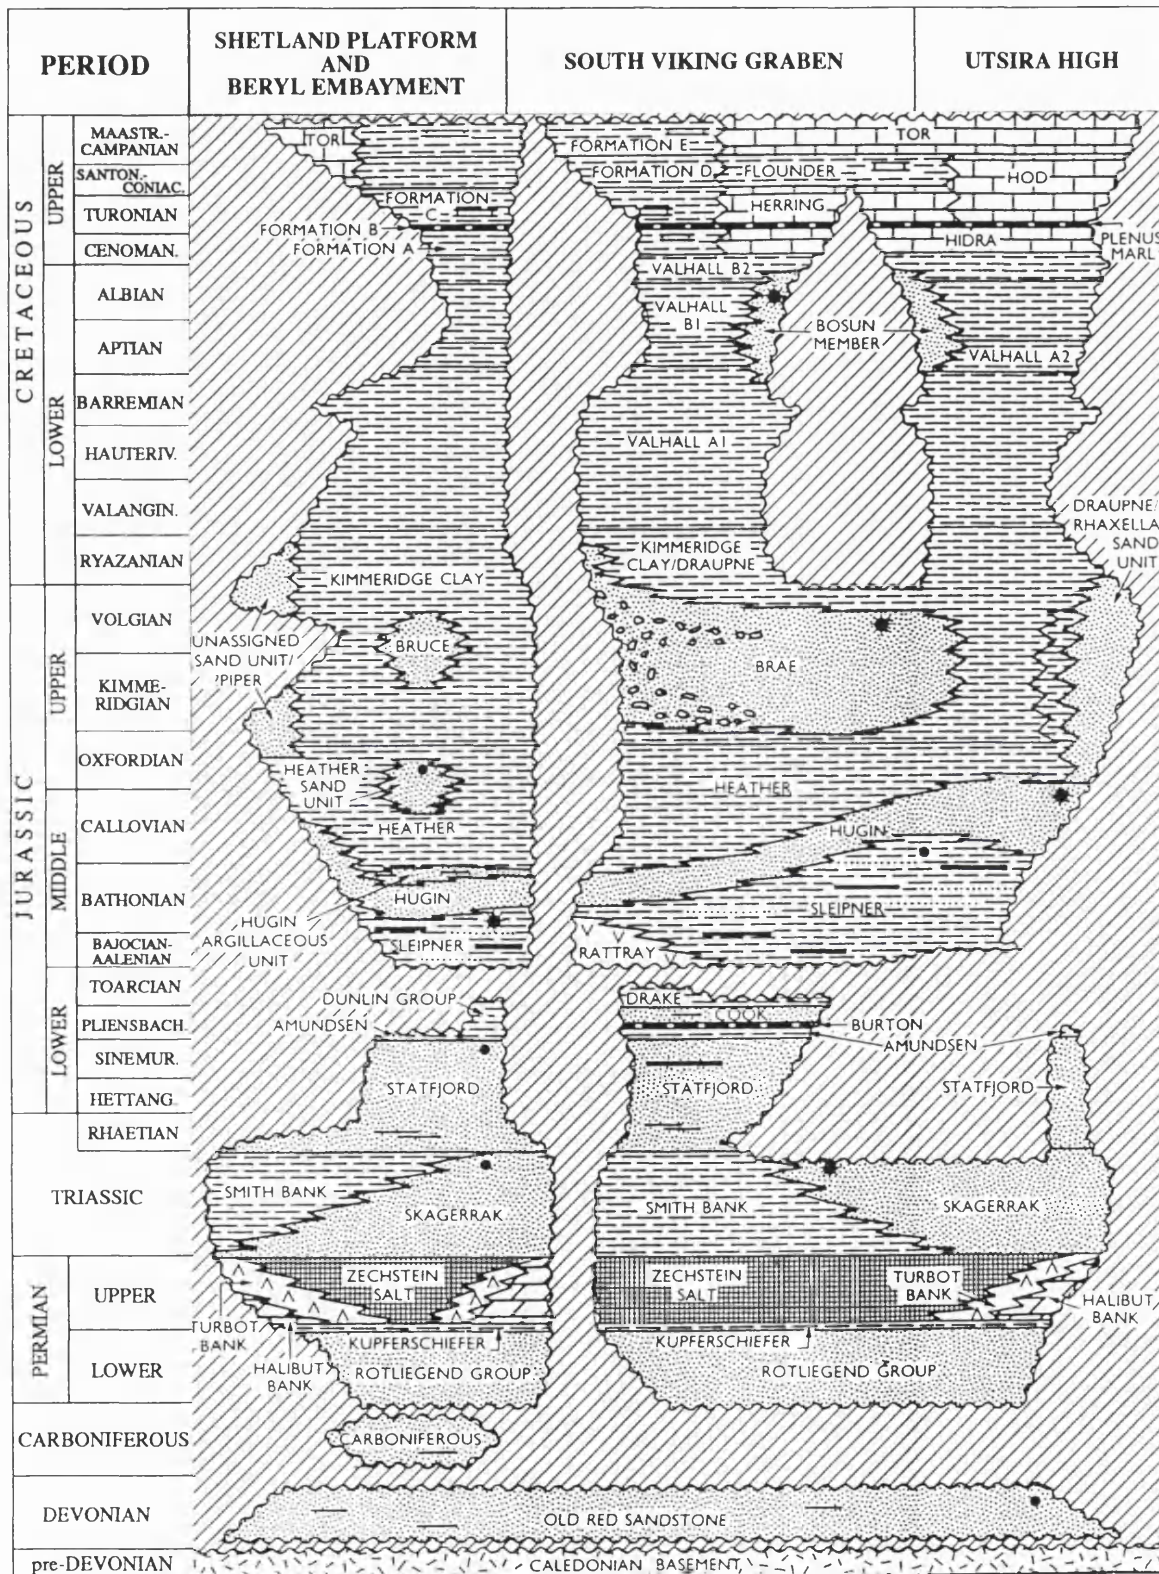 PERIOD
SHETLAND PLATFORM
AND
BERYL EMBAYMENT
SOUTH VIKING GRABEN
UTSIRA HIGH
CRETACEOUS
UPPER
LOWER
MAASTR.-
CAMPANIAN
SANTON.-
CONIAC.
TURONIAN
CENOMAN.
ALBIAN
APTIAN
BARREMIAN
HAUTERIV.
VALANGIN.
RYAZANIAN
JURASSIC
UPPER
MIDDLE
LOWER
VOLGIAN
KIMME-
RIDGIAN
OXFORDIAN
CALLOVIAN
BATHONIAN
BAJOCIAN-
AALENIAN
TOARCIAN
PLIENSBACH.
SINEMUR.
HETTANG.
RHAETIAN
TRIASSIC
PERMIAN
UPPER
LOWER
CARBONIFEROUS
DEVONIAN
pre-DEVONIAN
TOR
FORMATION
C
FORMATION B
FORMATION A
KIMMERIDGE CLAY
UNASSIGNED
SAND UNIT/
PIPER
BRUCE
HEATHER
SAND
UNIT
HEATHER
HUGIN
HUGIN
ARGILLACEOUS
UNIT
SLEIPNER
DUNLIN GROUP
AMUNDSEN
STATFJORD
SMITH BANK
SKAGERRAK
ZECHSTEIN
SALT
TURBOT
BANK
HALIBUT
BANK
KUPFERSCHIEFER
ROTLIEGEND GROUP
CARBONIFEROUS
FORMATION E
FORMATION D
FLOUNDER
TOR
HOD
HERRING
HIDRA
PLENUS
MARL
VALHALL B2
VALHALL
B1
BOSUN
MEMBER
VALHALL A2
VALHALL A1
KIMMERIDGE
CLAY/DRAUPNE
DRAUPNE/
RHAXELLA
SAND
UNIT
BRAE
HEATHER
HUGIN
SLEIPNER
RATTRAY
DRAKE
COOK
BURTON
AMUNDSEN
STATFJORD
STATFJORD
SMITH BANK
SKAGERRAK
ZECHSTEIN
SALT
TURBOT
BANK
HALIBUT
BANK
KUPFERSCHIEFER
ROTLIEGEND GROUP
OLD RED SANDSTONE
CALEDONIAN BASEMENT